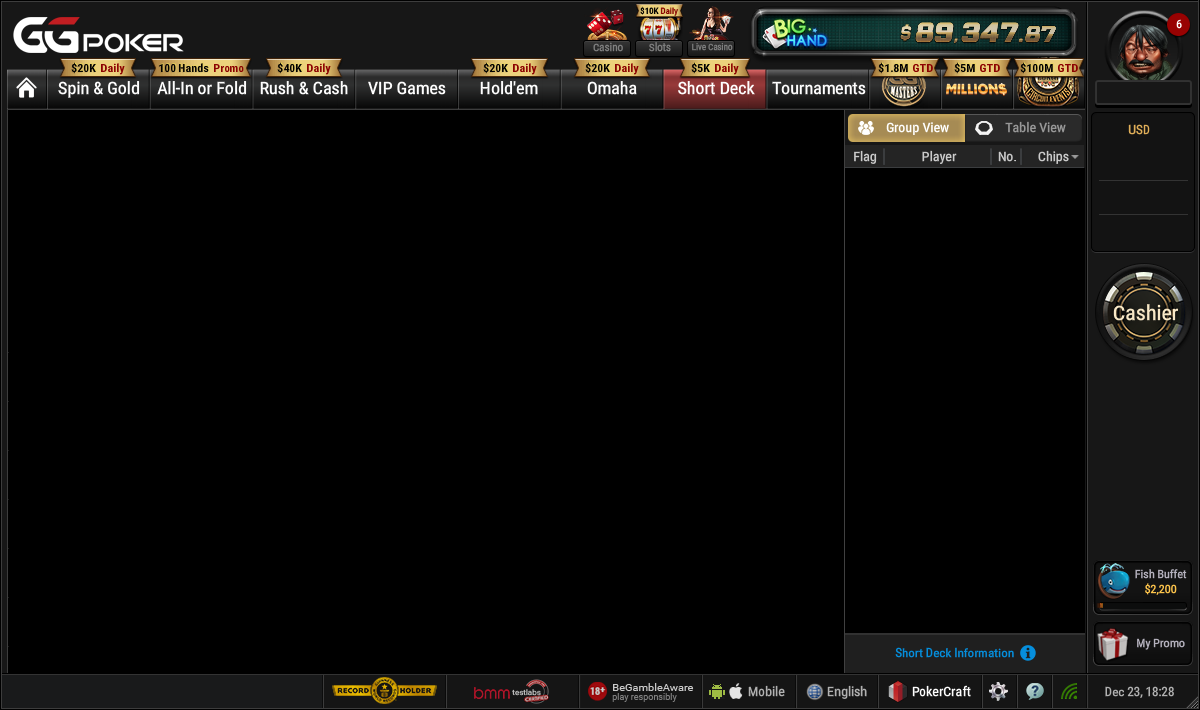 GGPOKER
Casino
$10K Daily
Slots
Live Casino
BIG HAND
$ 89,347.87
6
$20K Daily
Spin & Gold
100 Hands Promo
All-In or Fold
$40K Daily
Rush & Cash
VIP Games
$20K Daily
Hold'em
$20K Daily
Omaha
$5K Daily
Short Deck
Tournaments
$1.8M GTD
MASTERS
$5M GTD
MILLION$
$100M GTD
CIRCUIT EVENTS
Group View
Table View
Flag Player No. Chips
USD
Cashier
Fish Buffet
$2,200
My Promo
Short Deck Information
RECORD HOLDER
bmm testlabs
CERTIFIED
18+
BeGambleAware
play responsibly
Mobile
English
PokerCraft
?
Dec 23, 18:28